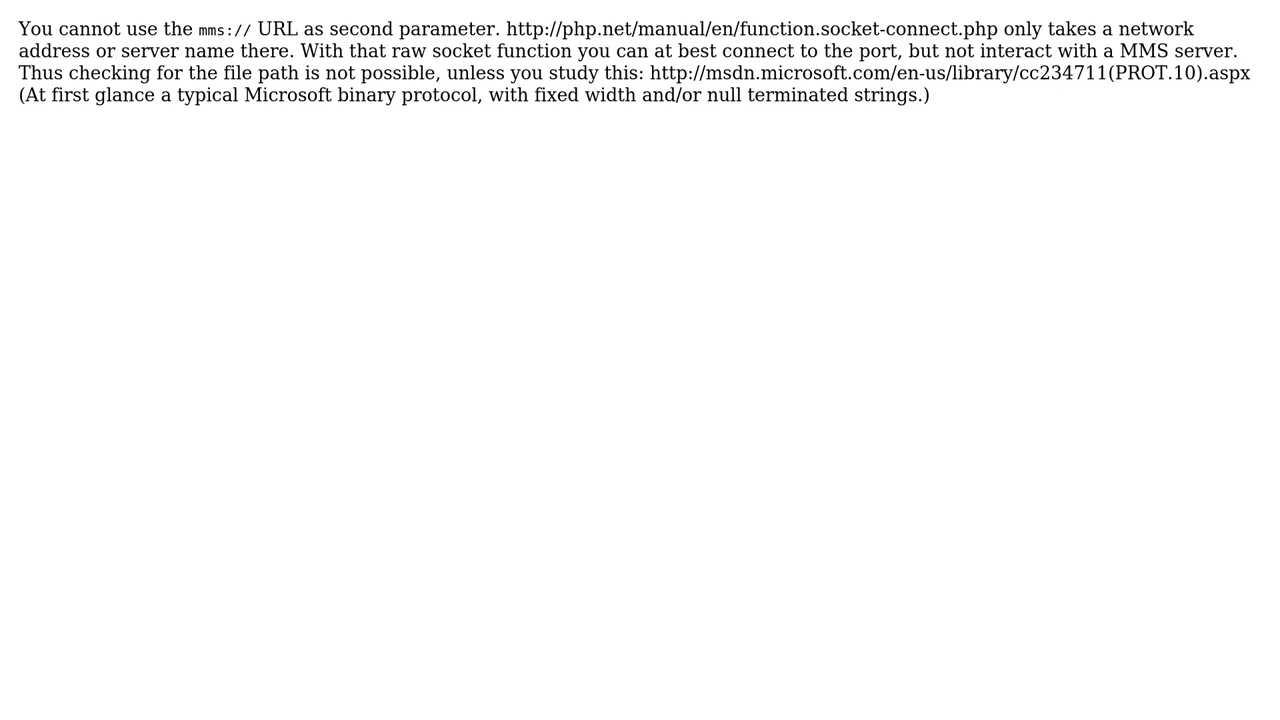 You cannot use the mms:// URL as second parameter. http://php.net/manual/en/function.socket-connect.php only takes a network
address or server name there. With that raw socket function you can at best connect to the port, but not interact with a MMS server.
Thus checking for the file path is not possible, unless you study this: http://msdn.microsoft.com/en-us/library/cc234711(PROT.10).aspx
(At first glance a typical Microsoft binary protocol, with fixed width and/or null terminated strings.)